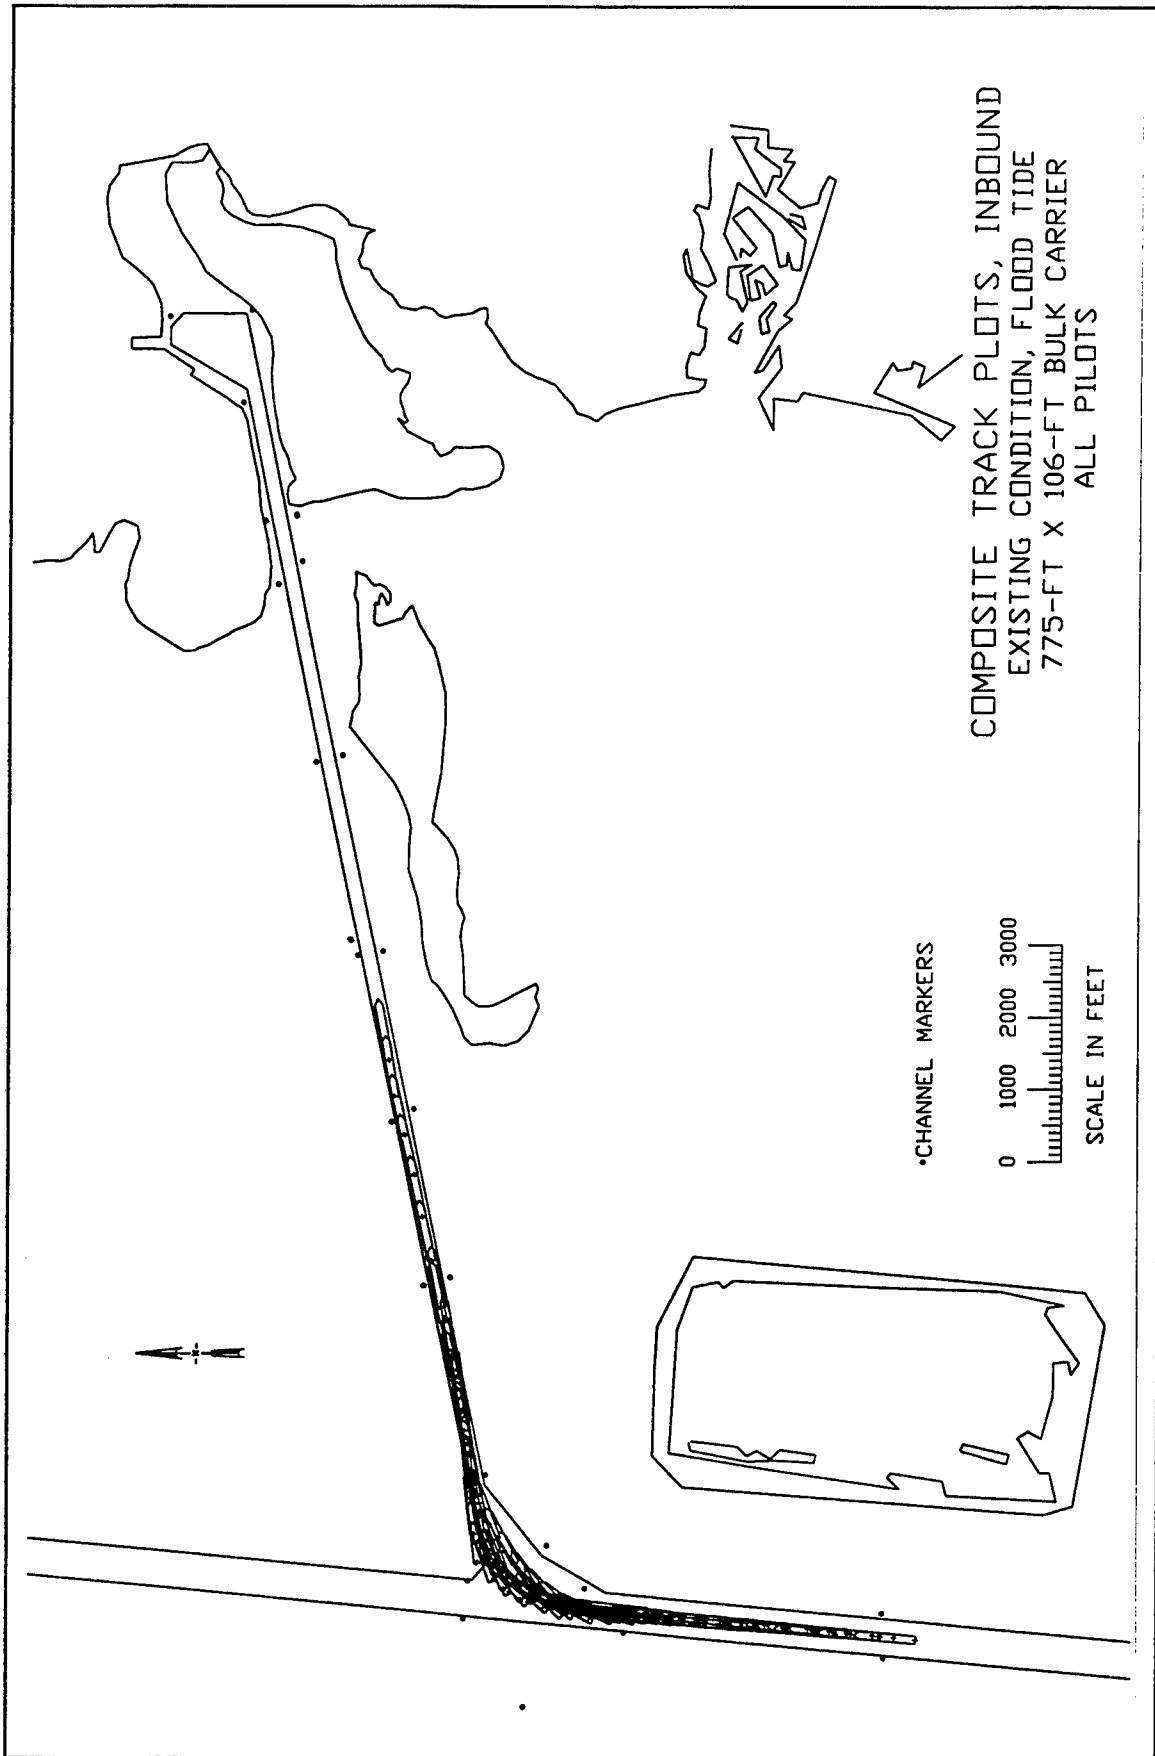 COMPOSITE TRACK PLOTS, INBOUND
EXISTING CONDITION, FLOOD TIDE
775-FT X 106-FT BULK CARRIER
ALL PILOTS
•CHANNEL MARKERS
0 1000 2000 3000
SCALE IN FEET